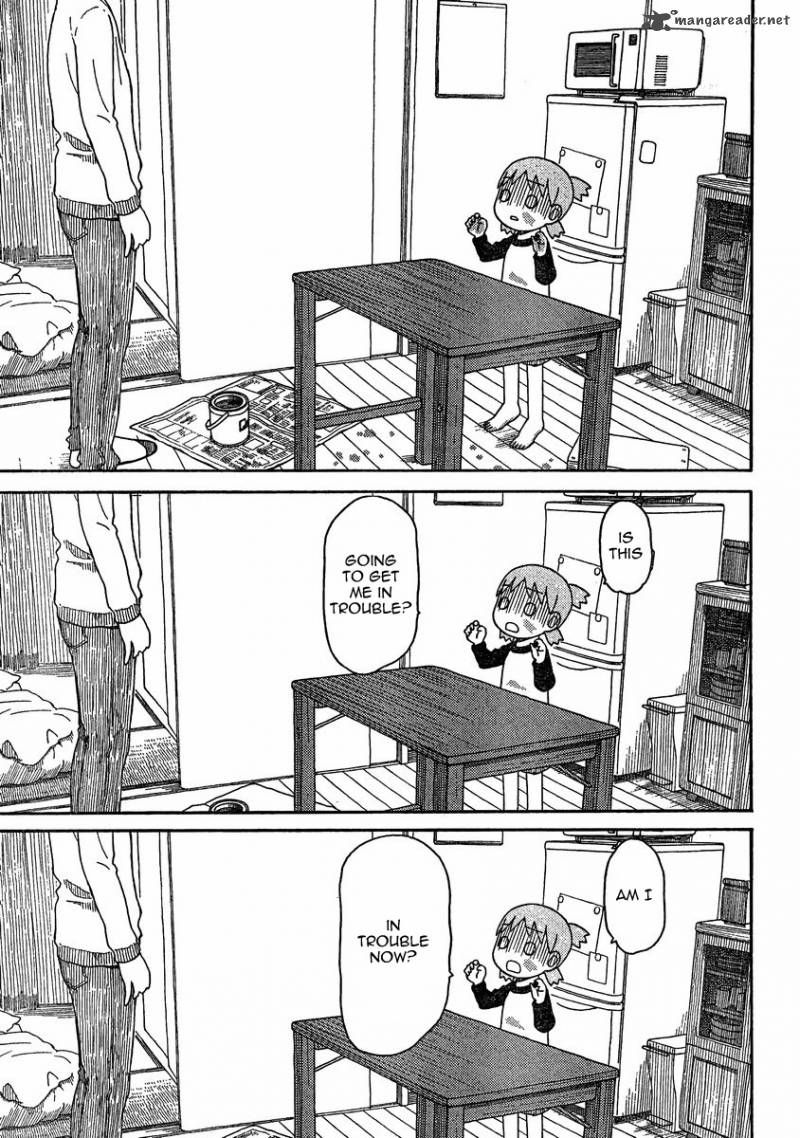 mangareader.net
IS
THIS
GOING
TO GET
ME IN
TROUBLE?
AM I
IN
TROUBLE
NOW?